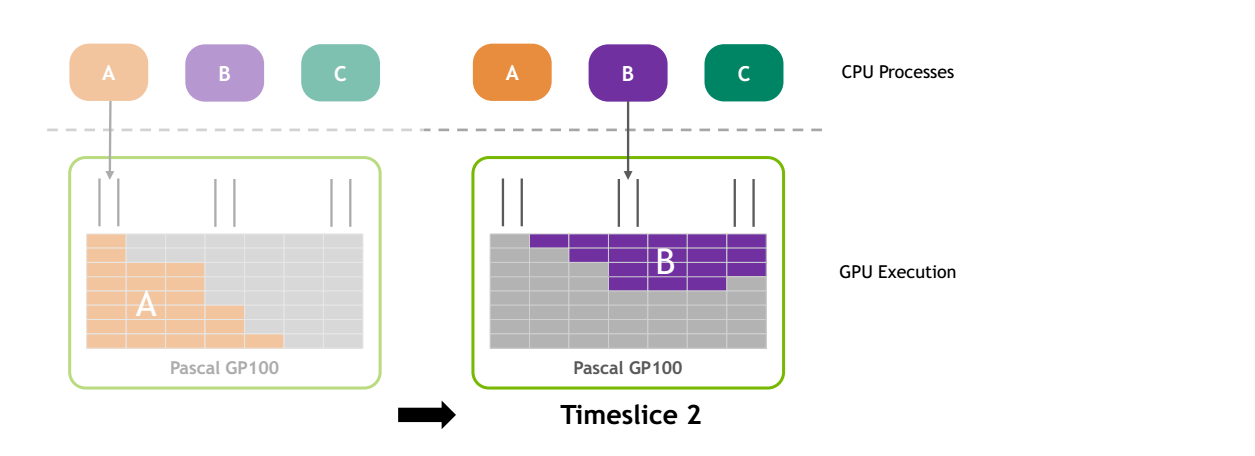 A B C A B C CPU Processes
A B GPU Execution
Pascal GP100 Pascal GP100
Timeslice 2